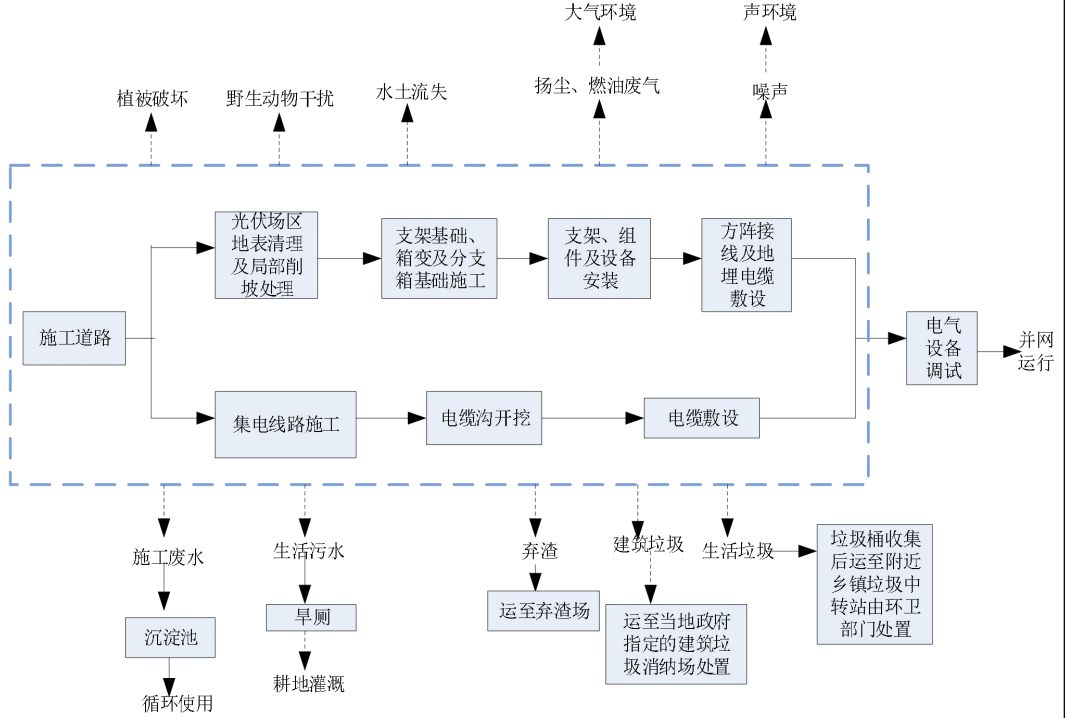 大气环境
声环境
扬尘、燃油废气
噪声
植被破坏
野生动物干扰
水土流失
光伏场区
地表清理
及局部削
坡处理
支架基础、
箱变及分支
箱基础施工
支架、组
件及设备
安装
方阵接
线及地
埋电缆
敷设
施工道路
电气
设备
调试
并网
运行
集电线路施工
电缆沟开挖
电缆敷设
施工废水
生活污水
弃渣
建筑垃圾
生活垃圾
垃圾桶收集
后运至附近
乡镇垃圾中
转站由环卫
部门处置
沉淀池
旱厕
运至弃渣场
运至当地政府
指定的建筑垃
圾消纳场处置
循环使用
耕地灌溉